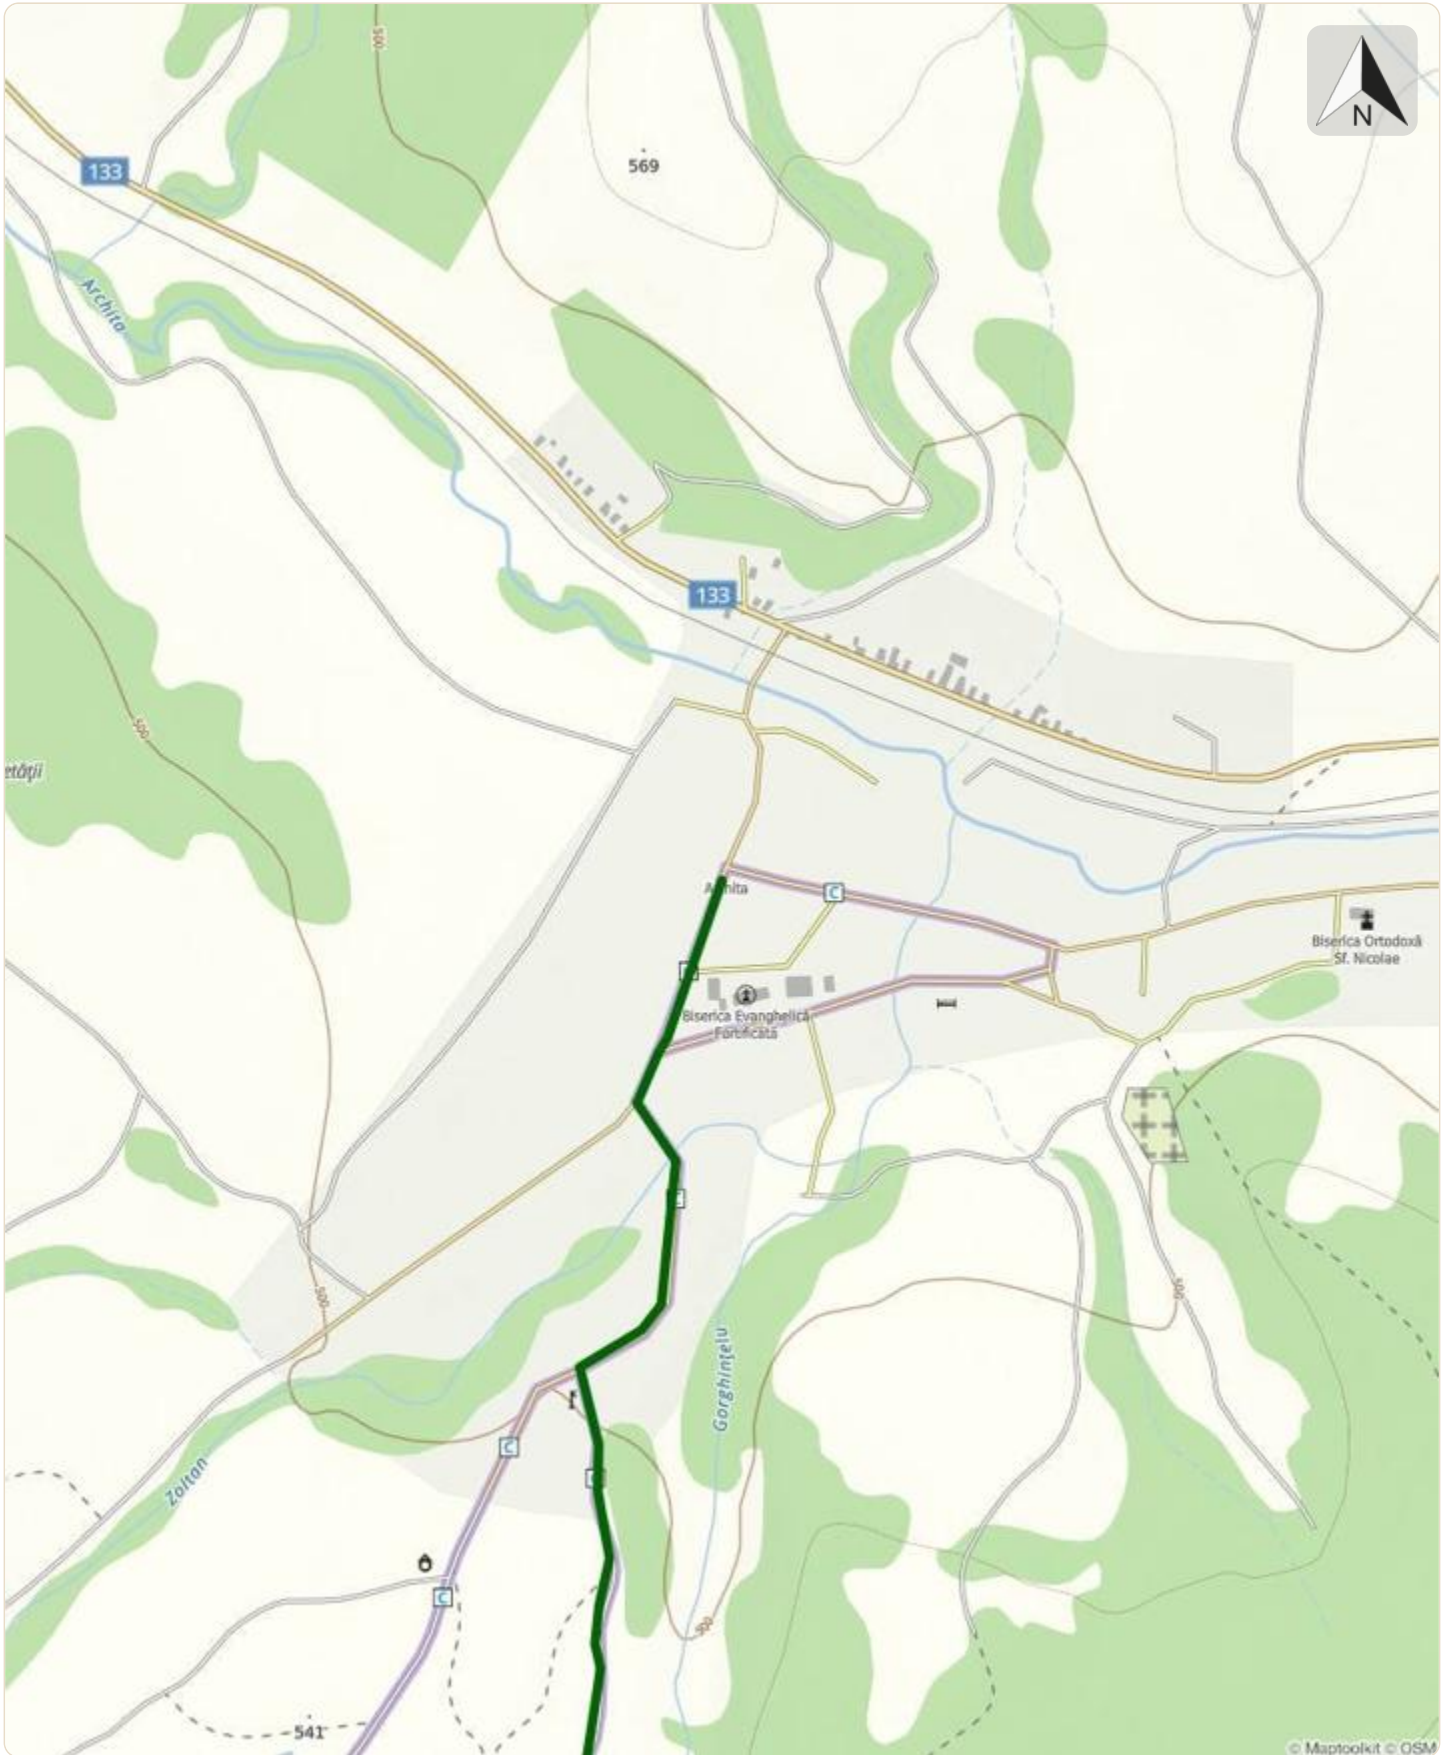 500
N
133
569
Archita
133
500
etății
C
Biserica Ortodoxă
Sf. Nicolae
Biserica Evanghelică
Fortificată
C
500
500
Gorghințelu
C
Zoltan
C
C
500
541
© Maptoolkit © OSM